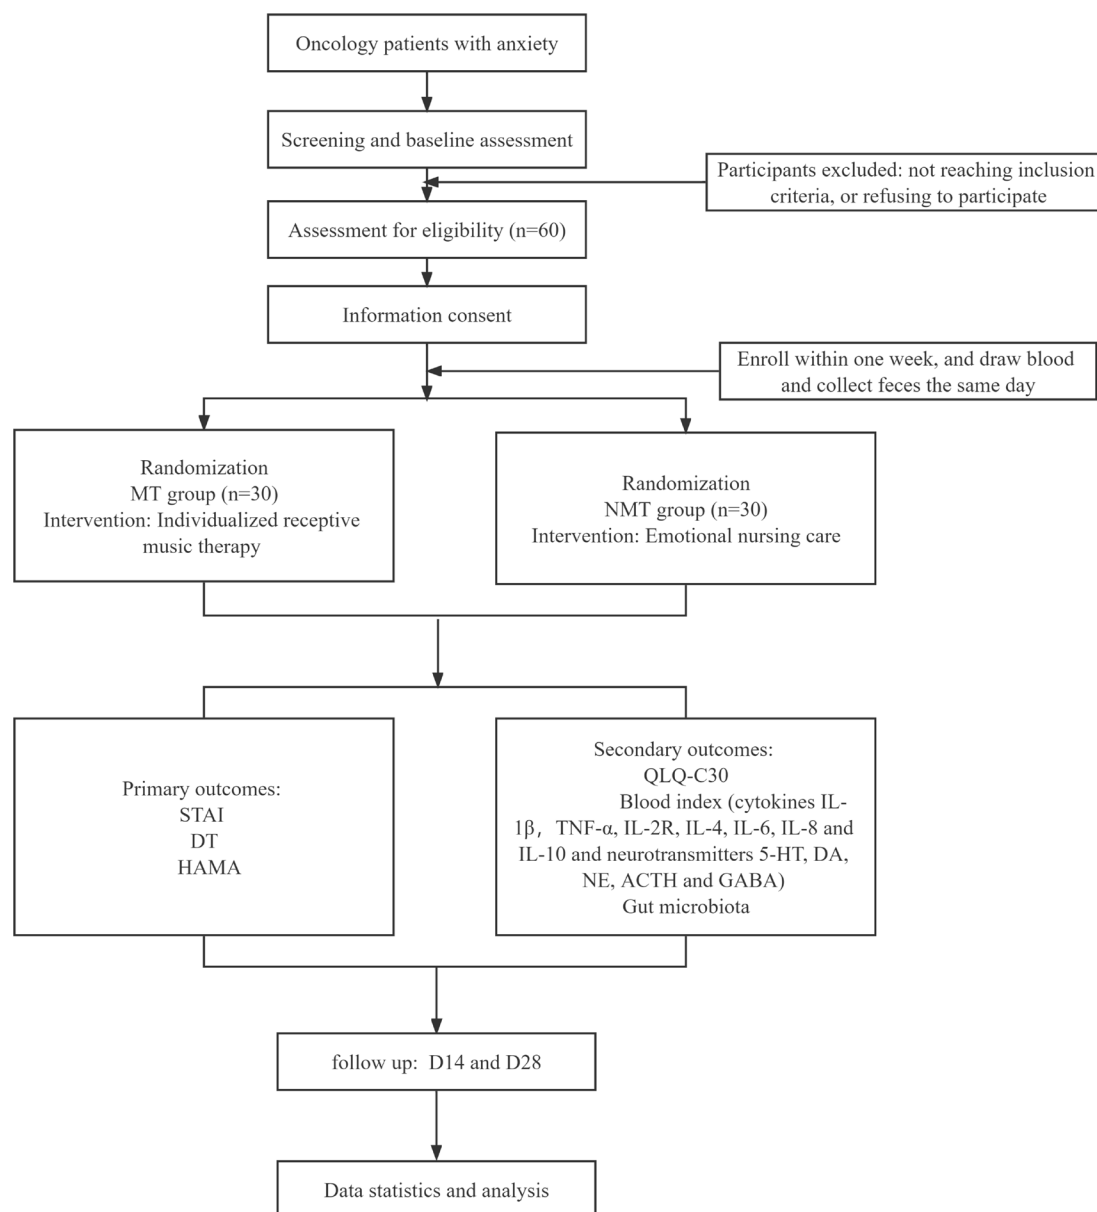 Oncology patients with anxiety
Screening and baseline assessment
Participants excluded: not reaching inclusion
criteria, or refusing to participate
Assessment for eligibility (n=60)
Information consent
Enroll within one week, and draw blood
and collect feces the same day
Randomization
MT group (n=30)
Intervention: Individualized receptive
music therapy
Randomization
NMT group (n=30)
Intervention: Emotional nursing care
Primary outcomes:
STAI
DT
HAMA
Secondary outcomes:
QLQ-C30
Blood index (cytokines IL-
1β, TNF-α, IL-2R, IL-4, IL-6, IL-8 and
IL-10 and neurotransmitters 5-HT, DA,
NE, ACTH and GABA)
Gut microbiota
follow up: D14 and D28
Data statistics and analysis